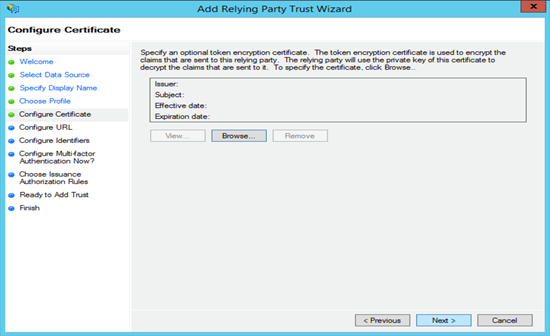 Add Relying Party Trust Wizard
Configure Certificate
Steps
Welcome
Select Data Source
Specify Display Name
Choose Profile
Configure Certificate
Configure URL
Configure Identifiers
Configure Multi-factor
Authentication Now?
Choose Issuance
Authorization Rules
Ready to Add Trust
Finish
Specify an optional token encryption certificate. The token encryption certificate is used to encrypt the
claims that are sent to this relying party. The relying party will use the private key of this certificate to
decrypt the claims that are sent to it. To specify the certificate, click Browse..
Issuer:
Subject:
Effective date:
Expiration date:
View...
Browse...
Remove
< Previous
Next >
Cancel